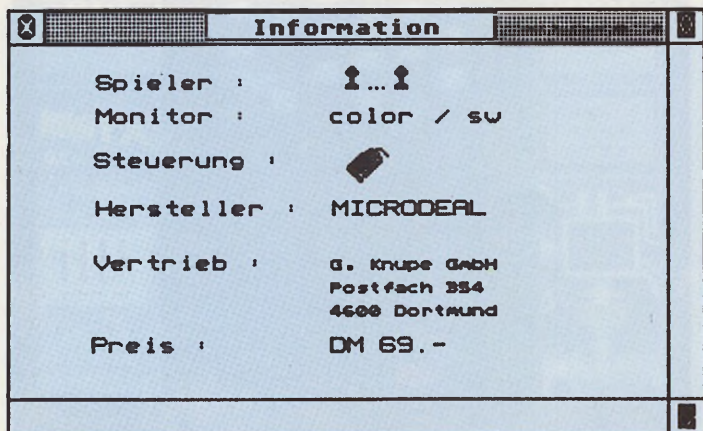 Information
Spieler :
...
Monitor : color / sw
Steuerung :
Hersteller : MICRODEAL
Vertrieb : G. Knupe GmbH
Postfach 354
4600 Dortmund
Preis : DM 69.-